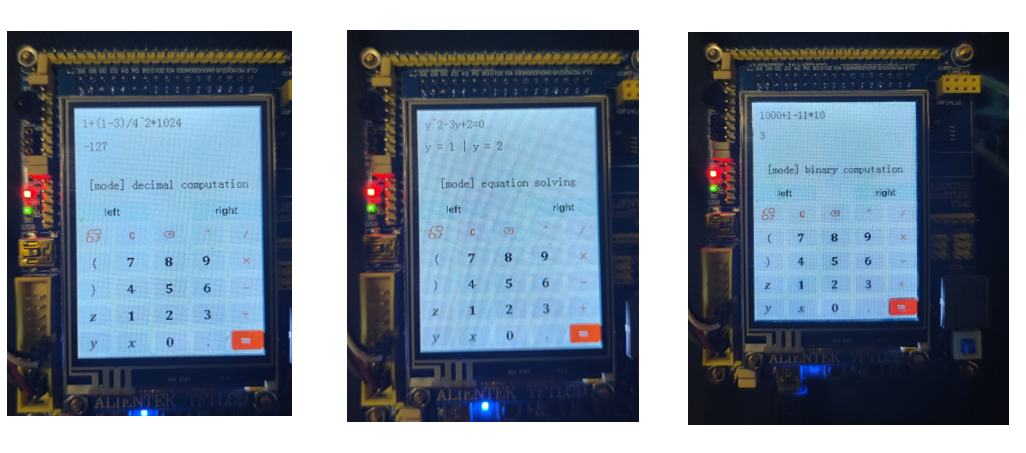 1+(1-3)/4^2*1024
-127
[mode] decimal computation
left right
C ^ /
( 7 8 9 ×
) 4 5 6 -
z 1 2 3 +
y x 0 . =
ALIENTEK TFTLCD
y^2-3y+2=0
y = 1 | y = 2
[mode] equation solving
left right
C ^ /
( 7 8 9 ×
) 4 5 6 -
z 1 2 3 +
y x 0 . =
ALIENTEK TFTLCD
1000+1-11*10
3
[mode] binary computation
left right
C ^ /
( 7 8 9 ×
) 4 5 6 -
z 1 2 3 +
y x 0 . =
ALIENTEK TFTLCD